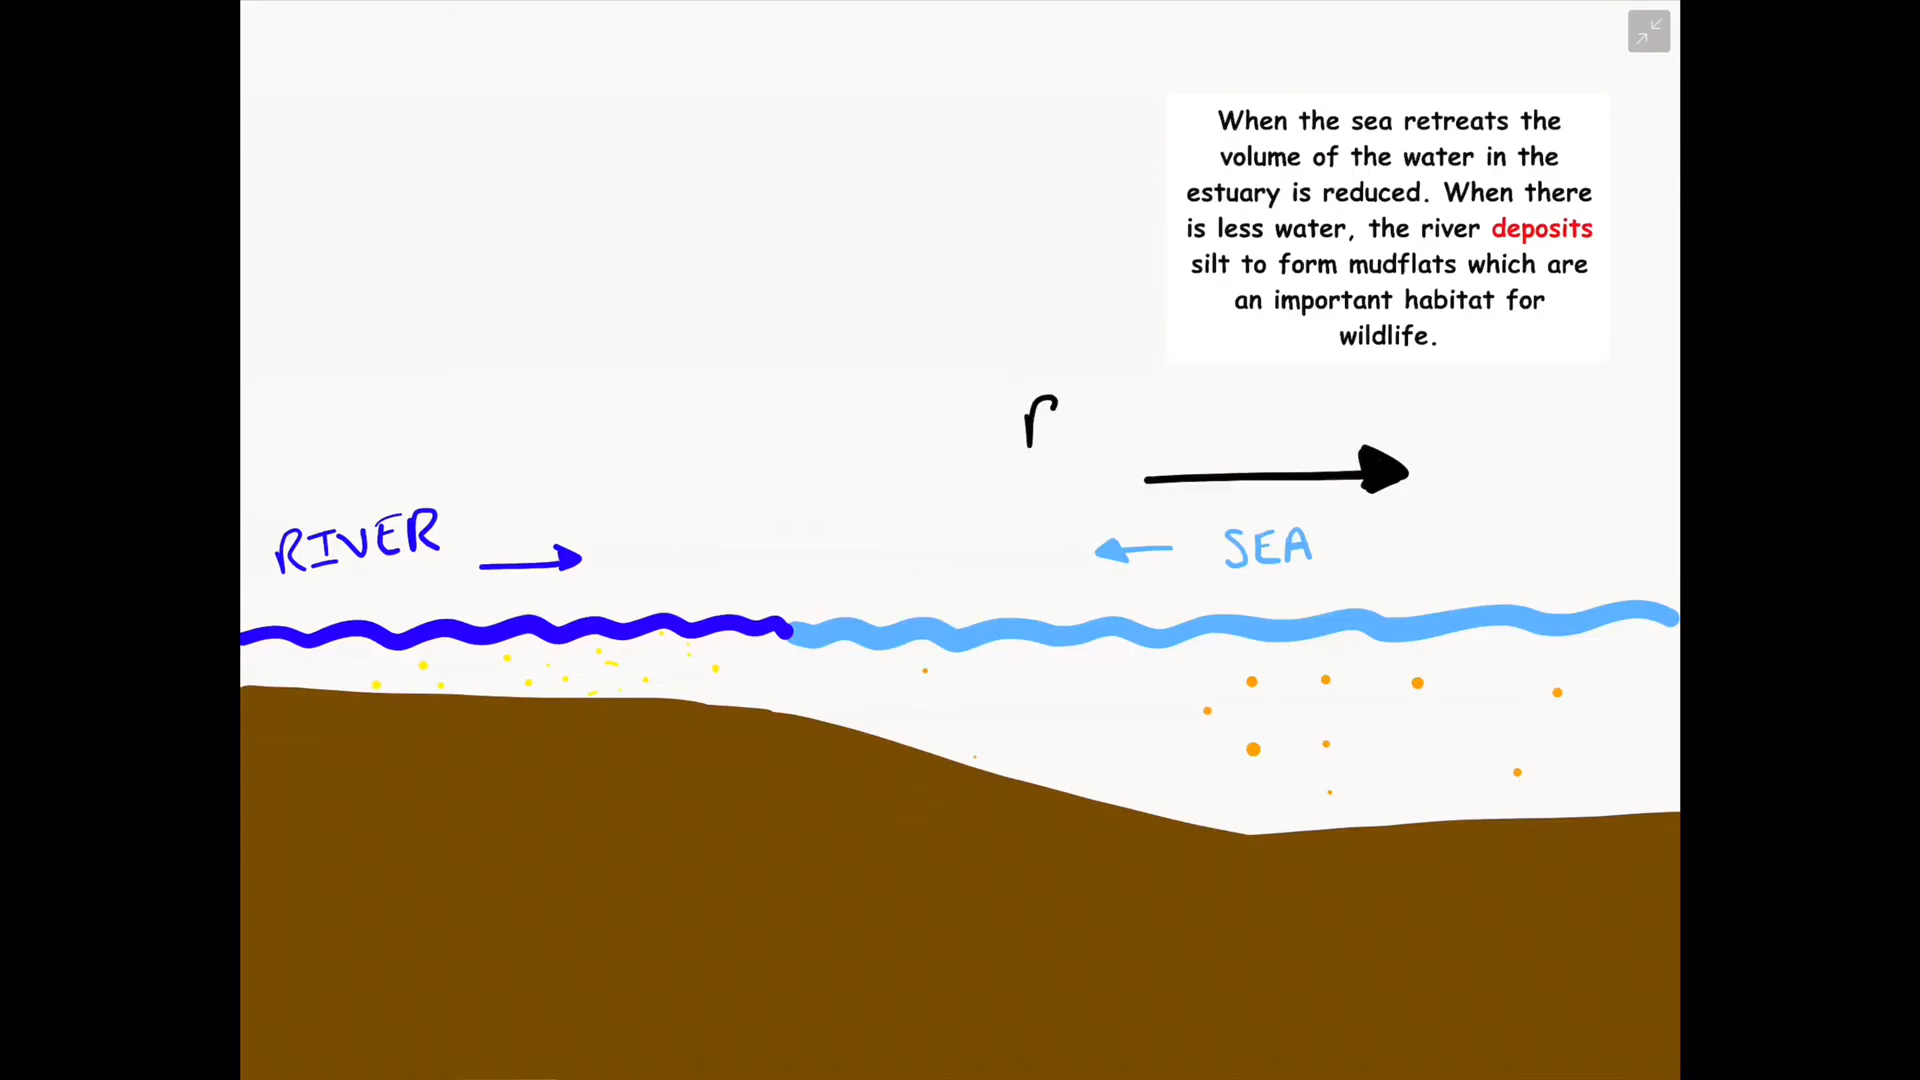 When the sea retreats the
volume of the water in the
estuary is reduced. When there
is less water, the river deposits
silt to form mudflats which are
an important habitat for
wildlife.
r
RIVER
SEA